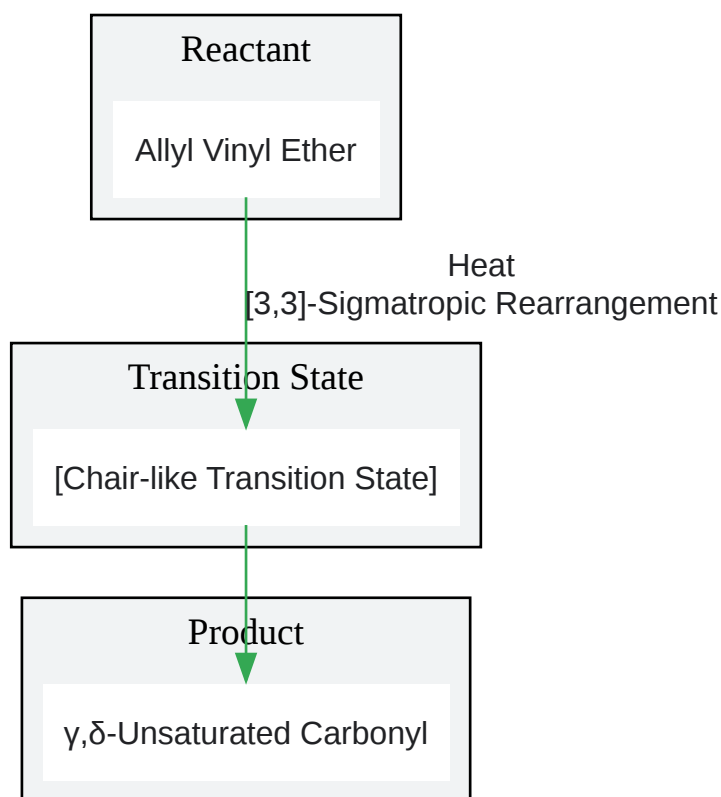 Reactant
Allyl Vinyl Ether
Heat
[3,3]-Sigmatropic Rearrangement
Transition State
[Chair-like Transition State]
Product
γ,δ-Unsaturated Carbonyl